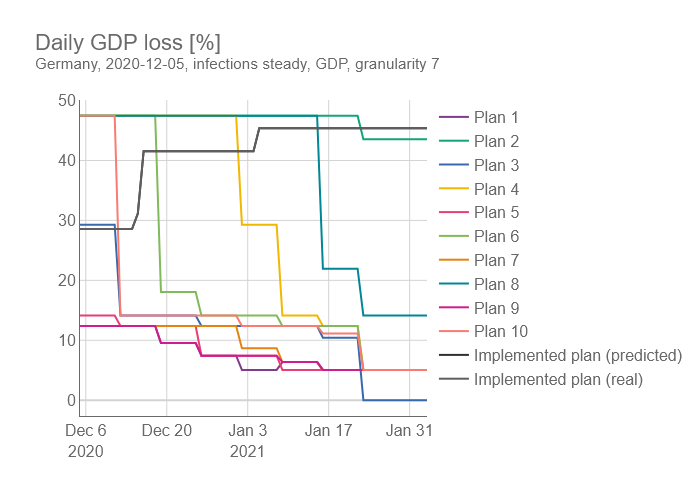 Daily GDP loss [%]
Germany, 2020-12-05, infections steady, GDP, granularity 7
50
40
30
20
10
0
Dec 6
2020
Dec 20
Jan 3
2021
Jan 17
Jan 31
Plan 1
Plan 2
Plan 3
Plan 4
Plan 5
Plan 6
Plan 7
Plan 8
Plan 9
Plan 10
Implemented plan (predicted)
Implemented plan (real)